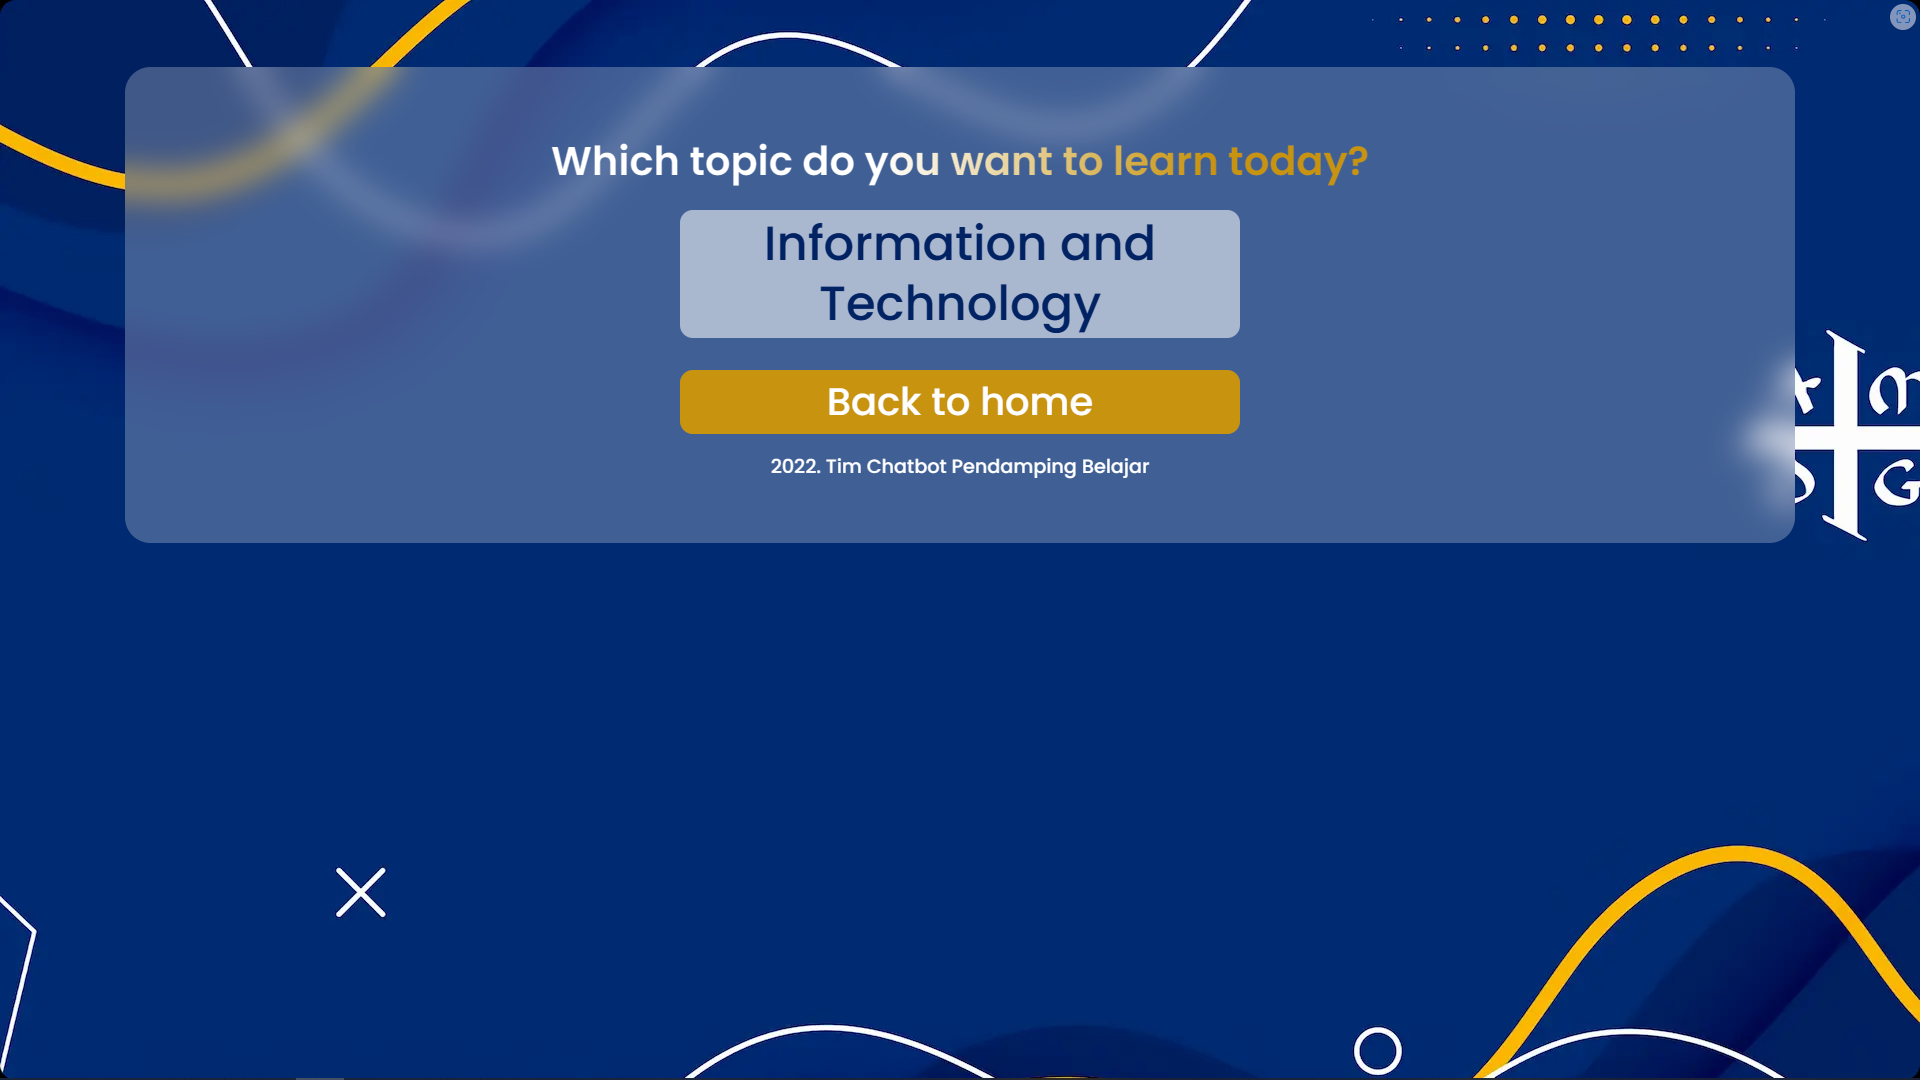 Which topic do you want to learn today?
Information and
Technology
Back to home
2022. Tim Chatbot Pendamping Belajar